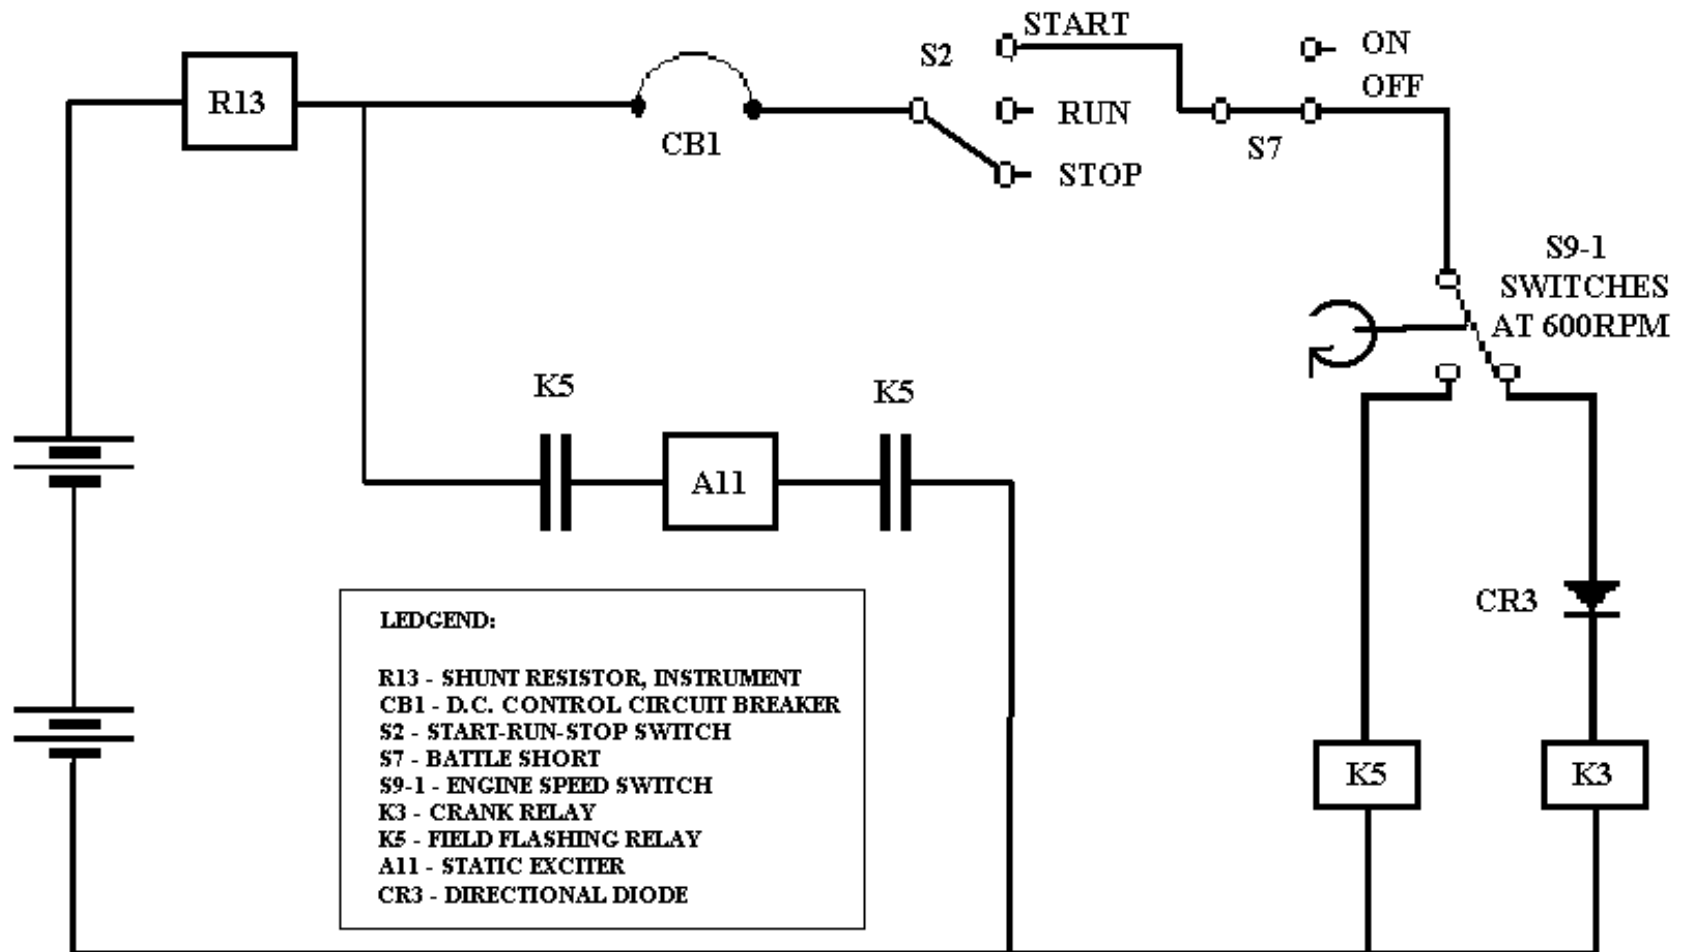 START
S2
ON
OFF
R13
RUN
CB1
S7
STOP
S9-1
SWITCHES
AT 600RPM
K5
K5
A11
CR3
LEDGEND:
R13 - SHUNT RESISTOR, INSTRUMENT
CB1 - D.C. CONTROL CIRCUIT BREAKER
S2 - START-RUN-STOP SWITCH
S7 - BATTLE SHORT
S9-1 - ENGINE SPEED SWITCH
K3 - CRANK RELAY
K5 - FIELD FLASHING RELAY
A11 - STATIC EXCITER
CR3 - DIRECTIONAL DIODE
K5
K3